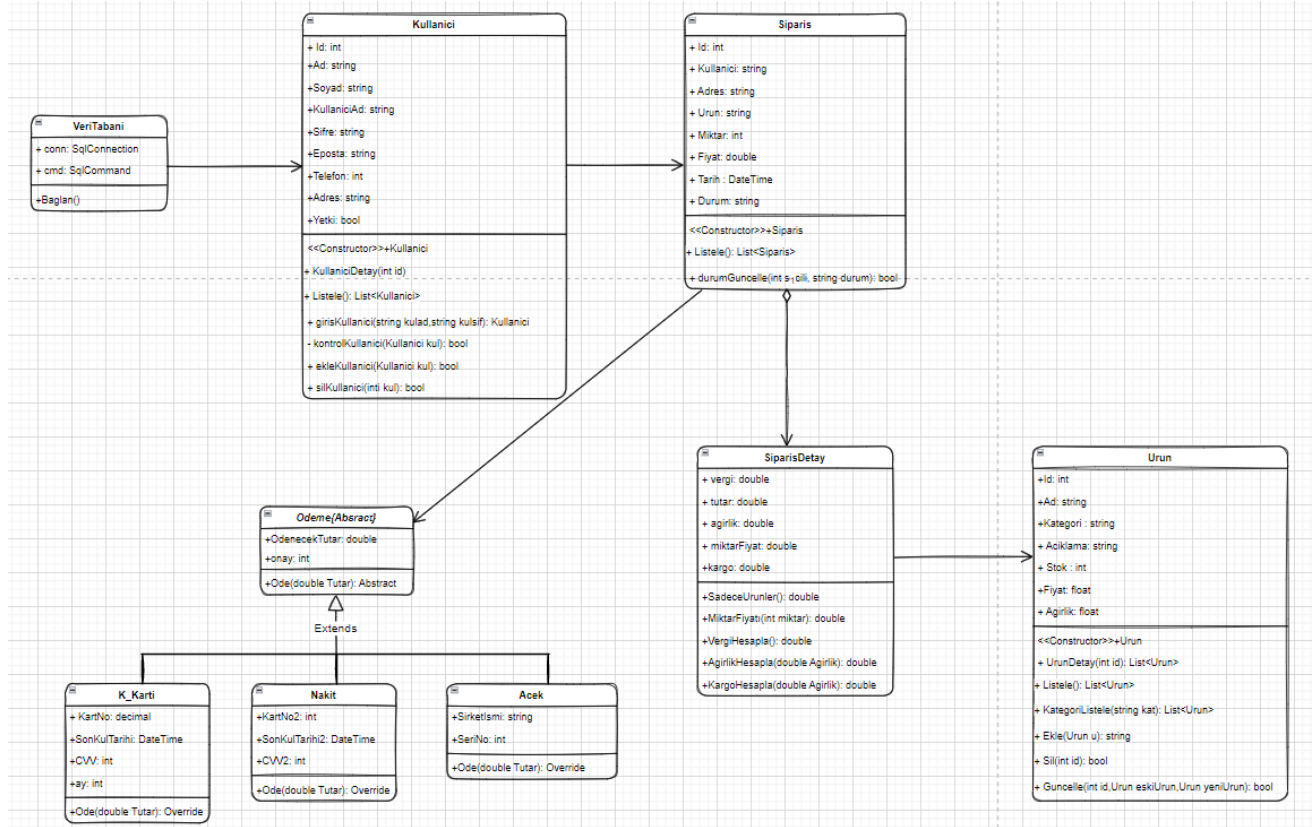 Kullanici
+ Id: int
+Ad: string
+Soyad: string
+KullaniciAd: string
+Sifre: string
+Eposta: string
+Telefon: int
+Adres: string
+Yetki: bool
<<Constructor>>+Kullanici
+ KullaniciDetay(int id)
+ Listele(): List<Kullanici>
+ girisKullanici(string kulad,string kulsif): Kullanici
- kontrolKullanici(Kullanici kul): bool
+ ekleKullanici(Kullanici kul): bool
+ silKullanici(inti kul): bool
Siparis
+ Id: int
+ Kullanici: string
+ Adres: string
+ Urun: string
+ Miktar: int
+ Fiyat: double
+ Tarih : DateTime
+ Durum: string
<<Constructor>>+Siparis
+ Listele(): List<Siparis>
+ durumGuncelle(int string durum): bool
VeriTabani
+ conn: SqlConnection
+ cmd: SqlCommand
+Baglan()
SiparisDetay
+ vergi: double
+ tutar: double
+ agirlik: double
+ miktarFiyat: double
+kargo: double
+SadeceUrunler(): double
+MiktarFiyatı(int miktar): double
+VergiHesapla(): double
+AgirlikHesapla(double Agirlik): double
+KargoHesapla(double Agirlik): double
Urun
+Id: int
+Ad: string
+Kategori : string
+ Aciklama: string
+ Stok : int
+Fiyat: float
+ Agirlik: float
<<Constructor>>+Urun
+ UrunDetay(int id): List<Urun>
+ Listele(): List<Urun>
+ KategoriListele(string kat): List<Urun>
+ Ekle(Urun u): string
+ Sil(int id): bool
+ Guncelle(int id,Urun eskiUrun,Urun yeniUrun): bool
Odeme{Absract}
+OdenecekTutar: double
+onay: int
+Ode(double Tutar): Abstract
Extends
K_Karti
+ KartNo: decimal
+SonKulTarihi: DateTime
+CVV: int
+ay: int
+Ode(double Tutar): Override
Nakit
+KartNo2: int
+SonKulTarihi2: DateTime
+CVV2: int
+Ode(double Tutar): Override
Acek
+SirketIsmi: string
+SeriNo: int
+Ode(double Tutar): Override